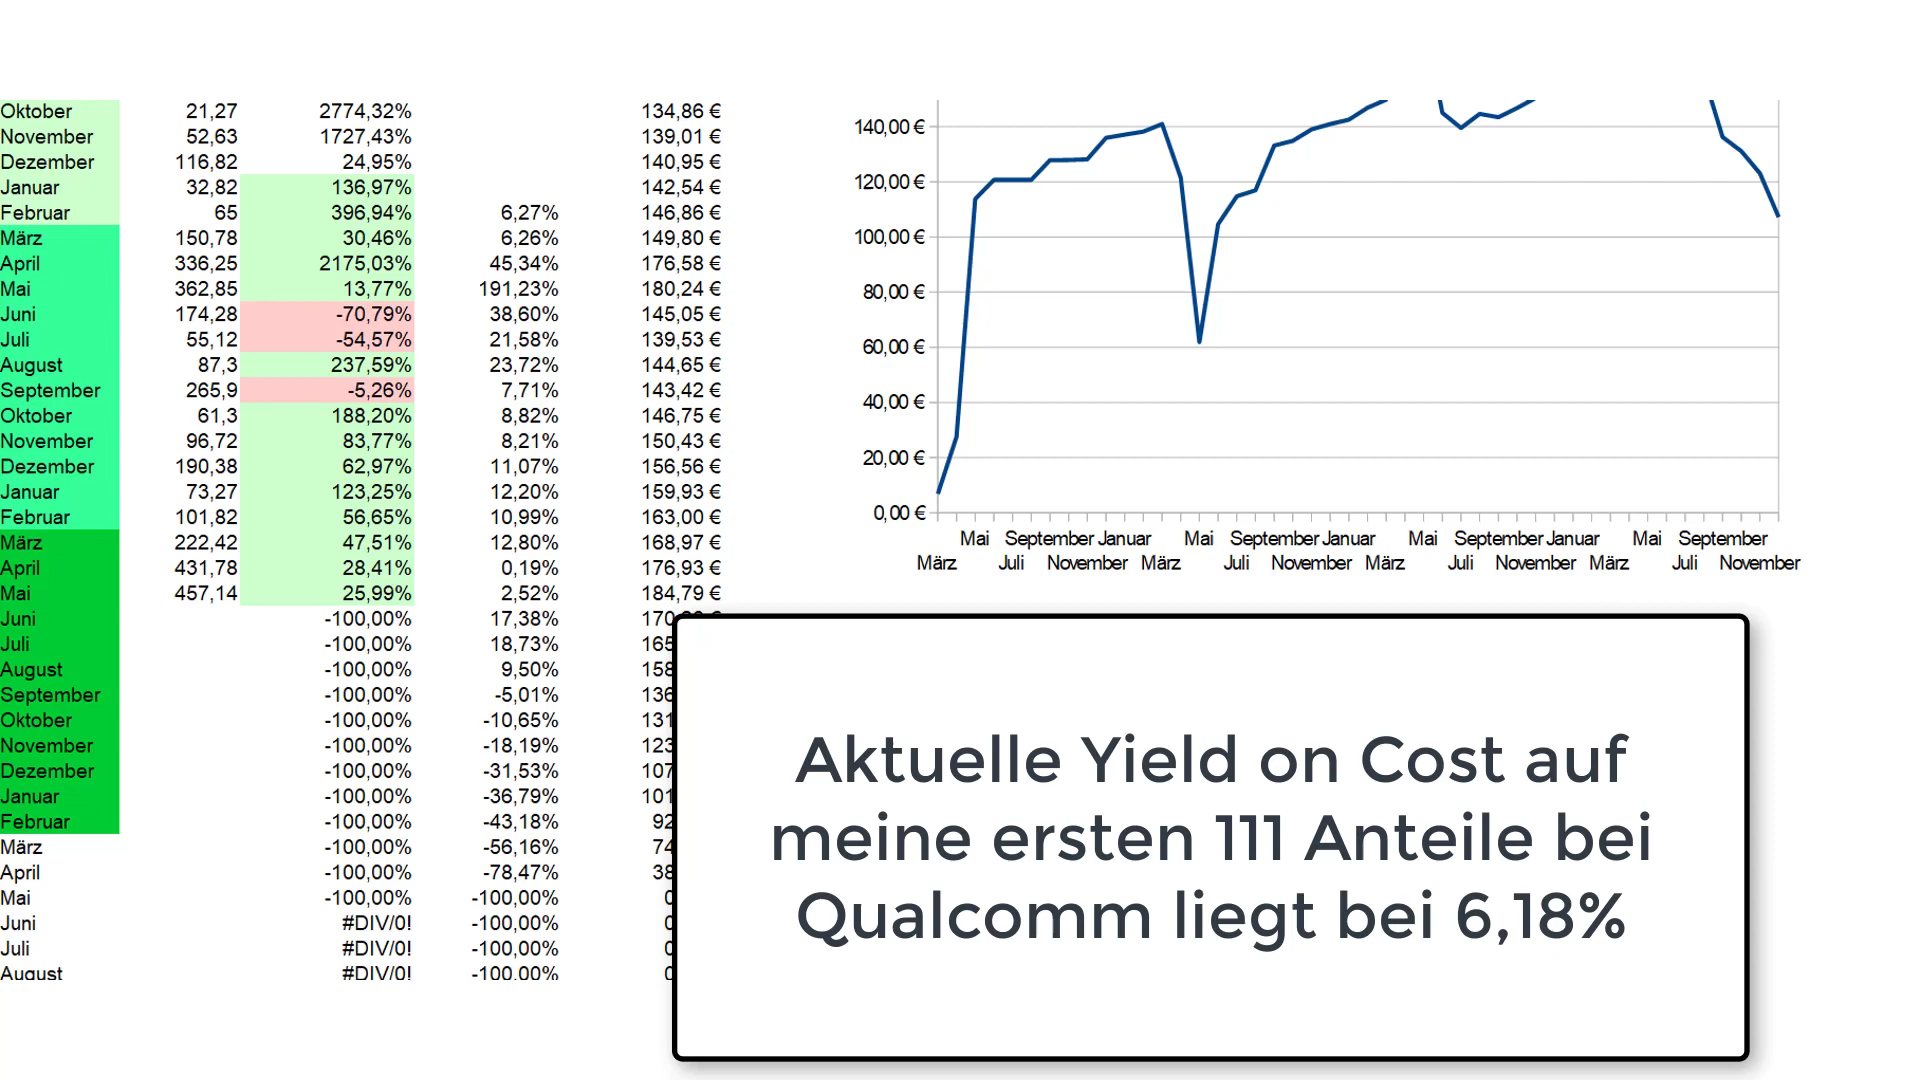 Oktober 21,27 2774,32% 134,86 €
November 52,63 1727,43% 139,01 €
Dezember 116,82 24,95% 140,95 €
Januar 32,82 136,97% 142,54 €
Februar 65 396,94% 6,27% 146,86 €
März 150,78 30,46% 6,26% 149,80 €
April 336,25 2175,03% 45,34% 176,58 €
Mai 362,85 13,77% 191,23% 180,24 €
Juni 174,28 -70,79% 38,60% 145,05 €
Juli 55,12 -54,57% 21,58% 139,53 €
August 87,3 237,59% 23,72% 144,65 €
September 265,9 -5,26% 7,71% 143,42 €
Oktober 61,3 188,20% 8,82% 146,75 €
November 96,72 83,77% 8,21% 150,43 €
Dezember 190,38 62,97% 11,07% 156,56 €
Januar 73,27 123,25% 12,20% 159,93 €
Februar 101,82 56,65% 10,99% 163,00 €
März 222,42 47,51% 12,80% 168,97 €
April 431,78 28,41% 0,19% 176,93 €
Mai 457,14 25,99% 2,52% 184,79 €
Juni -100,00% 17,38% 170
Juli -100,00% 18,73% 165
August -100,00% 9,50% 158
September -100,00% -5,01% 136
Oktober -100,00% -10,65% 131
November -100,00% -18,19% 123
Dezember -100,00% -31,53% 107
Januar -100,00% -36,79% 101
Februar -100,00% -43,18% 92
März -100,00% -56,16% 74
April -100,00% -78,47% 38
Mai -100,00% -100,00% 0
Juni #DIV/0! -100,00% 0
Juli #DIV/0! -100,00% 0
August #DIV/0! -100,00% 0
140,00 €
120,00 €
100,00 €
80,00 €
60,00 €
40,00 €
20,00 €
0,00 €
Mai September Januar Mai September Januar Mai September Januar Mai September
März Juli November März Juli November März Juli November März Juli November
Aktuelle Yield on Cost auf
meine ersten 111 Anteile bei
Qualcomm liegt bei 6,18%